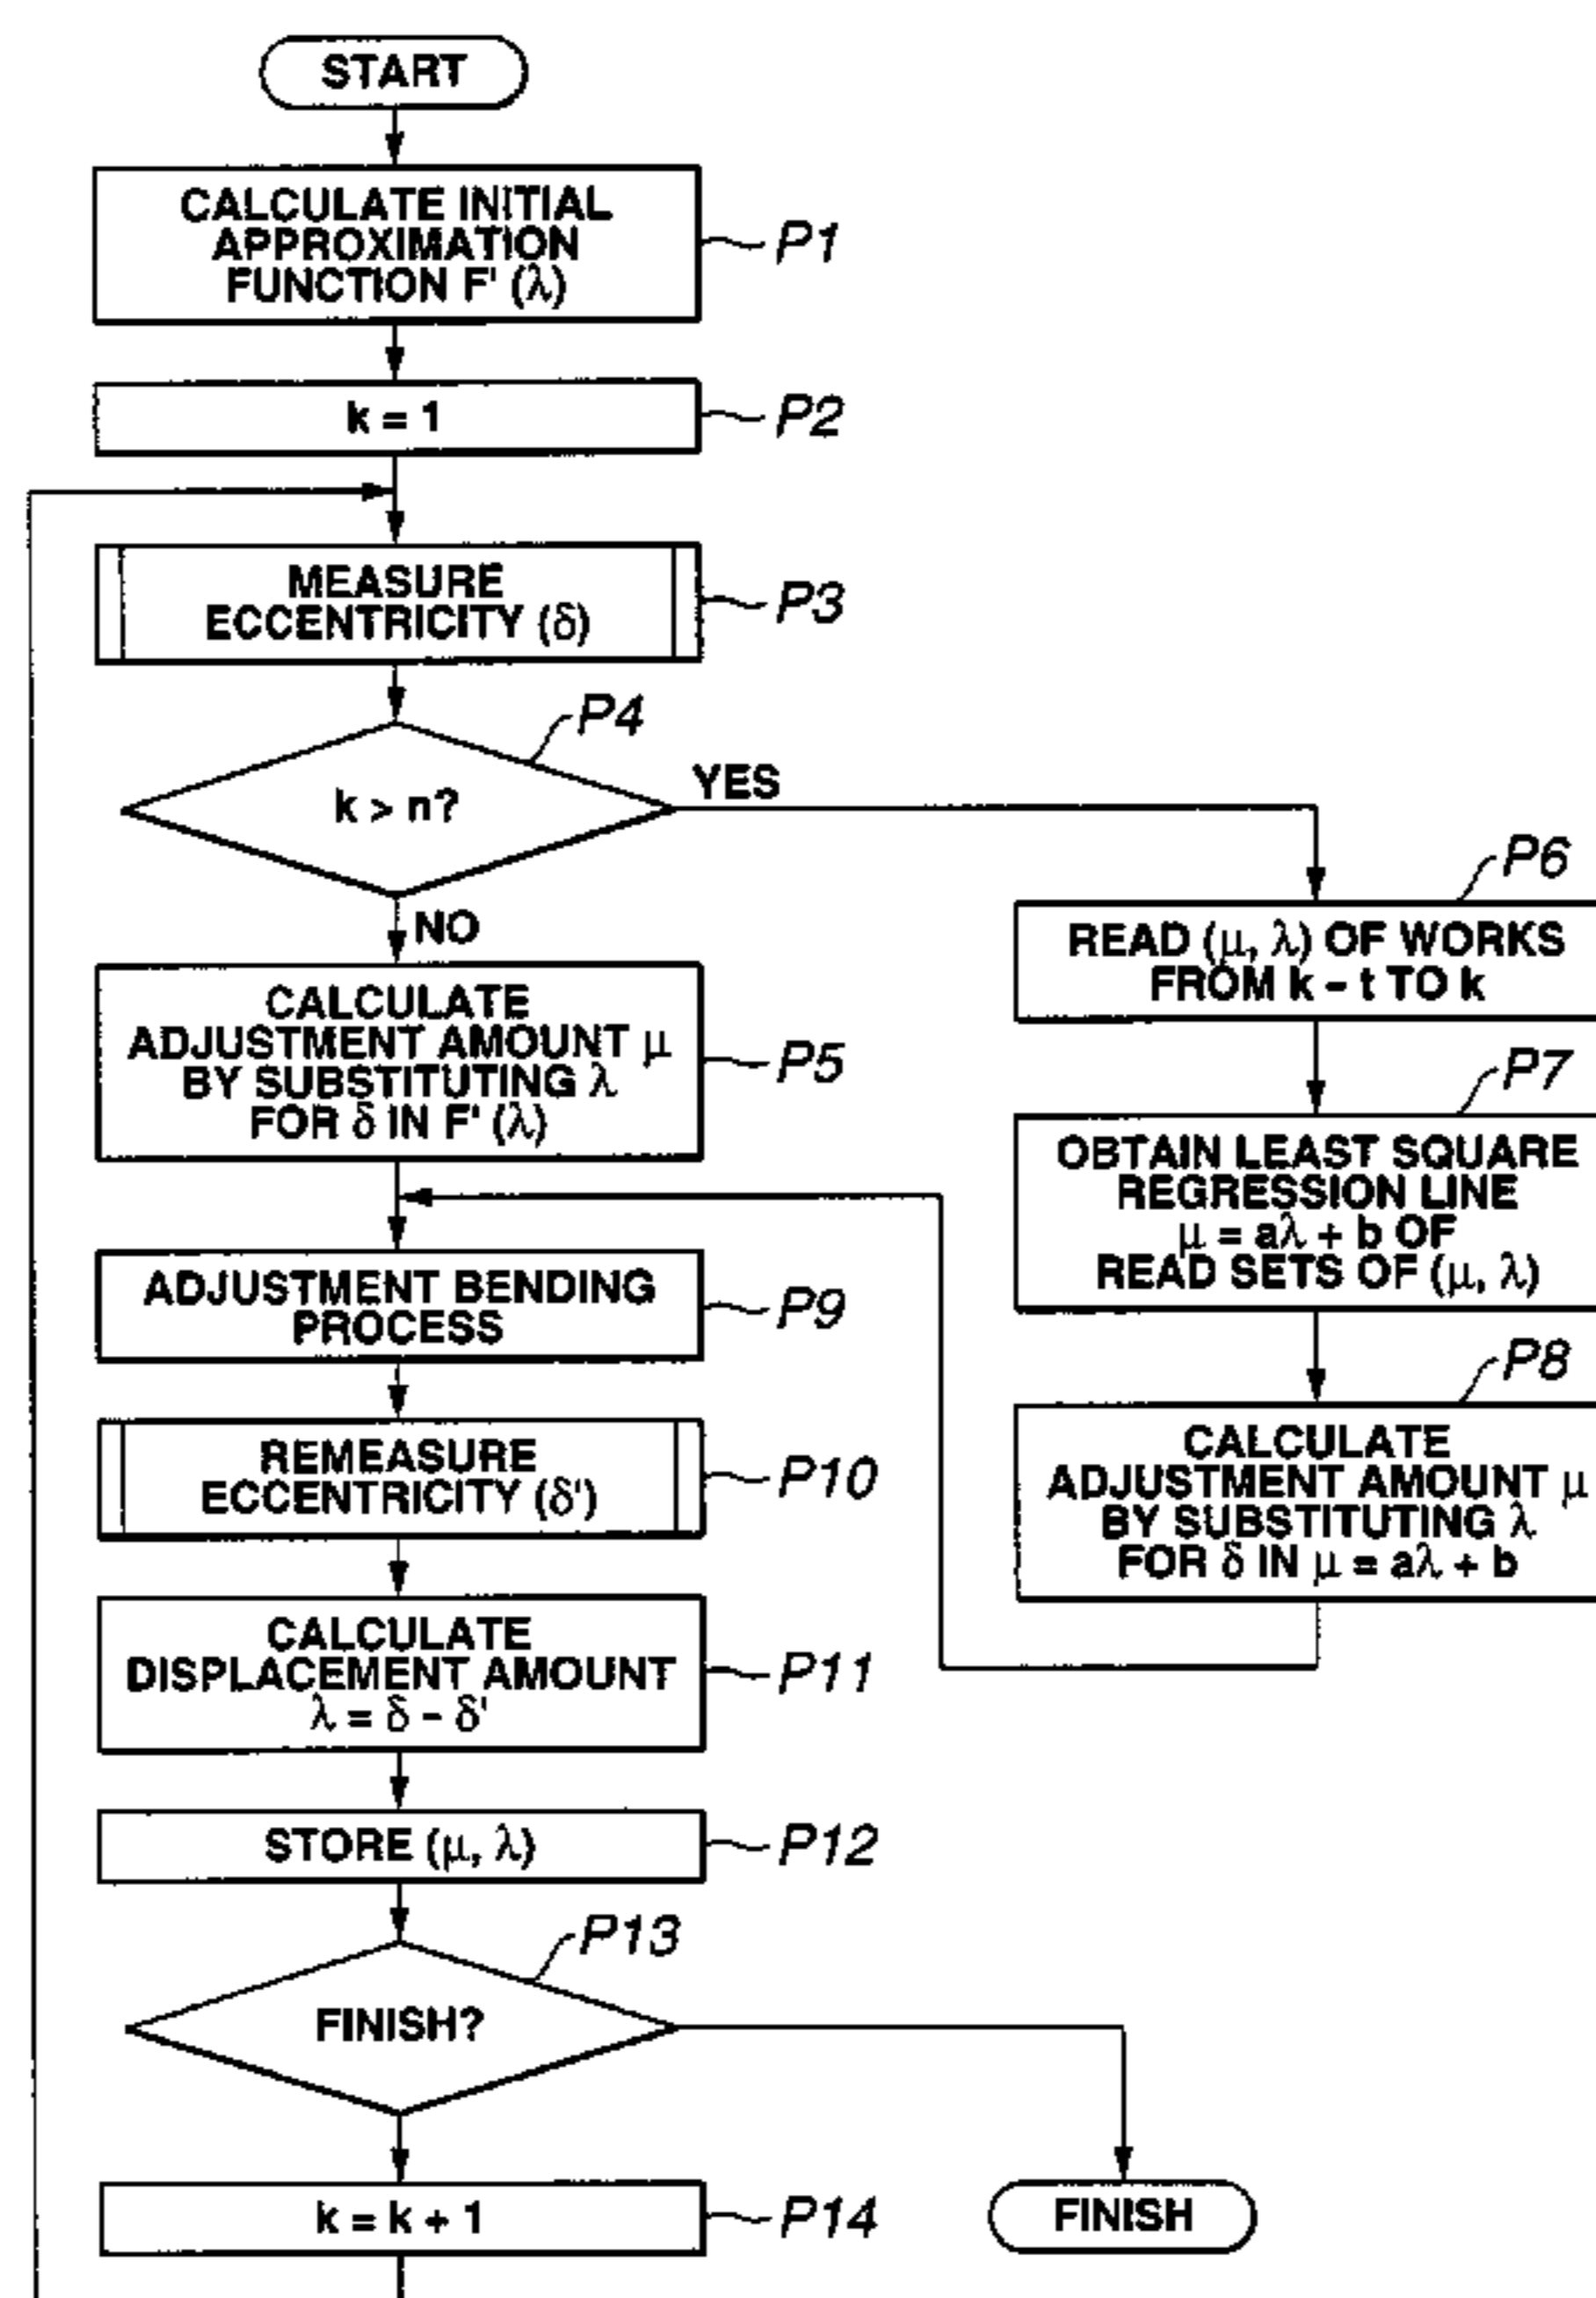 START
CALCULATE INITIAL
APPROXIMATION
FUNCTION F' (λ)
P1
k = 1
P2
MEASURE
ECCENTRICITY (δ)
P3
P4
k > n?
YES
NO
CALCULATE
ADJUSTMENT AMOUNT μ
BY SUBSTITUTING λ
FOR δ IN F' (λ)
P5
P6
READ (μ, λ) OF WORKS
FROM k - t TO k
P7
OBTAIN LEAST SQUARE
REGRESSION LINE
μ = aλ + b OF
READ SETS OF (μ, λ)
P8
CALCULATE
ADJUSTMENT AMOUNT μ
BY SUBSTITUTING λ
FOR δ IN μ = aλ + b
ADJUSTMENT BENDING
PROCESS
P9
REMEASURE
ECCENTRICITY (δ')
P10
CALCULATE
DISPLACEMENT AMOUNT
λ = δ - δ'
P11
STORE (μ, λ)
P12
P13
FINISH?
k = k + 1
P14
FINISH